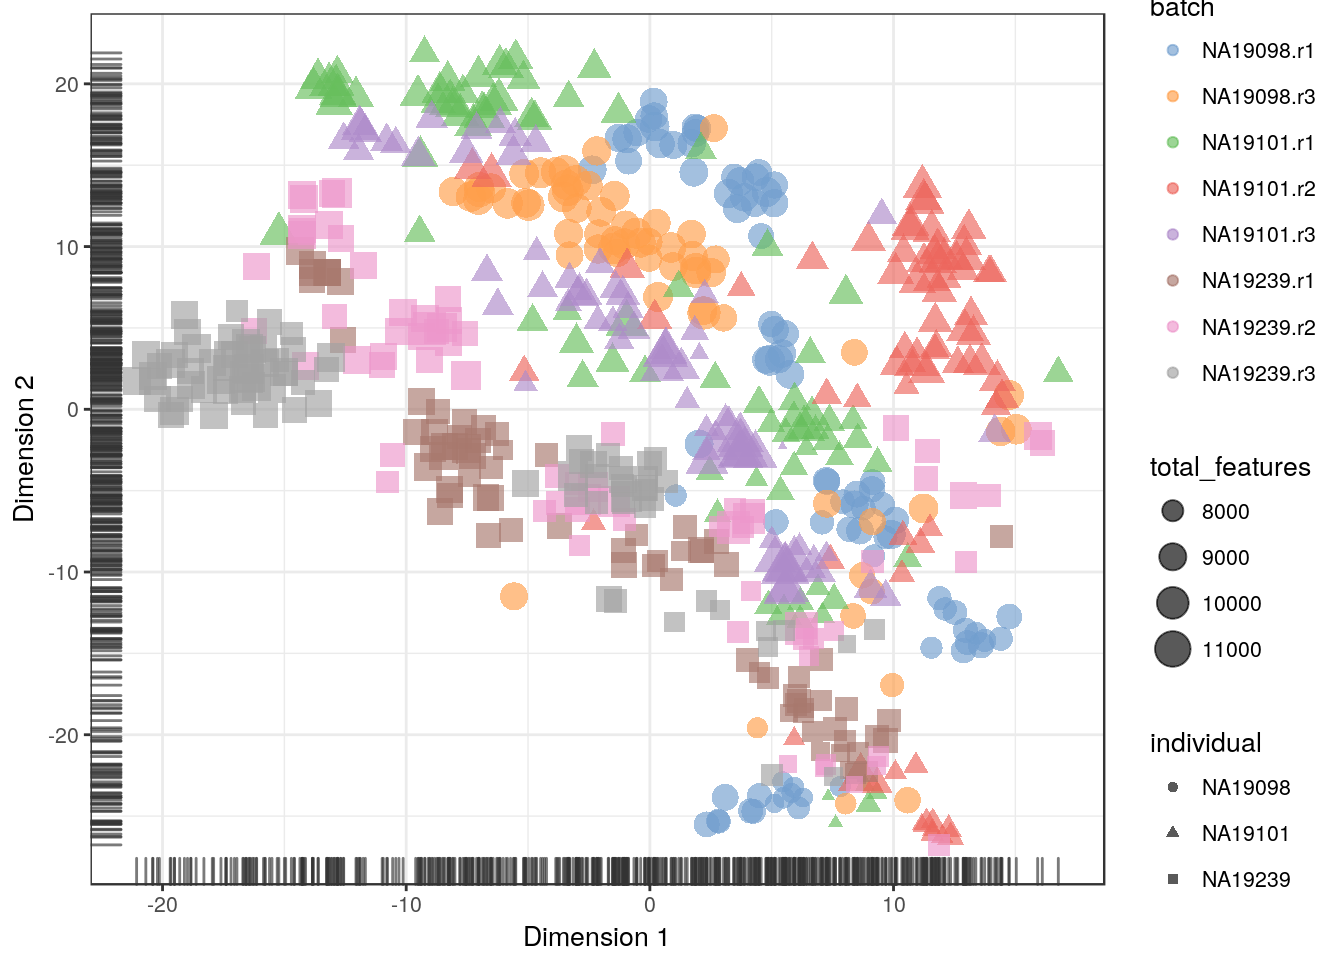 batch
NA19098.r1
NA19098.r3
NA19101.r1
NA19101.r2
NA19101.r3
NA19239.r1
NA19239.r2
NA19239.r3
total_features
8000
9000
10000
11000
individual
NA19098
NA19101
NA19239
20
10
0
-10
-20
Dimension 2
-20
-10
0
10
Dimension 1